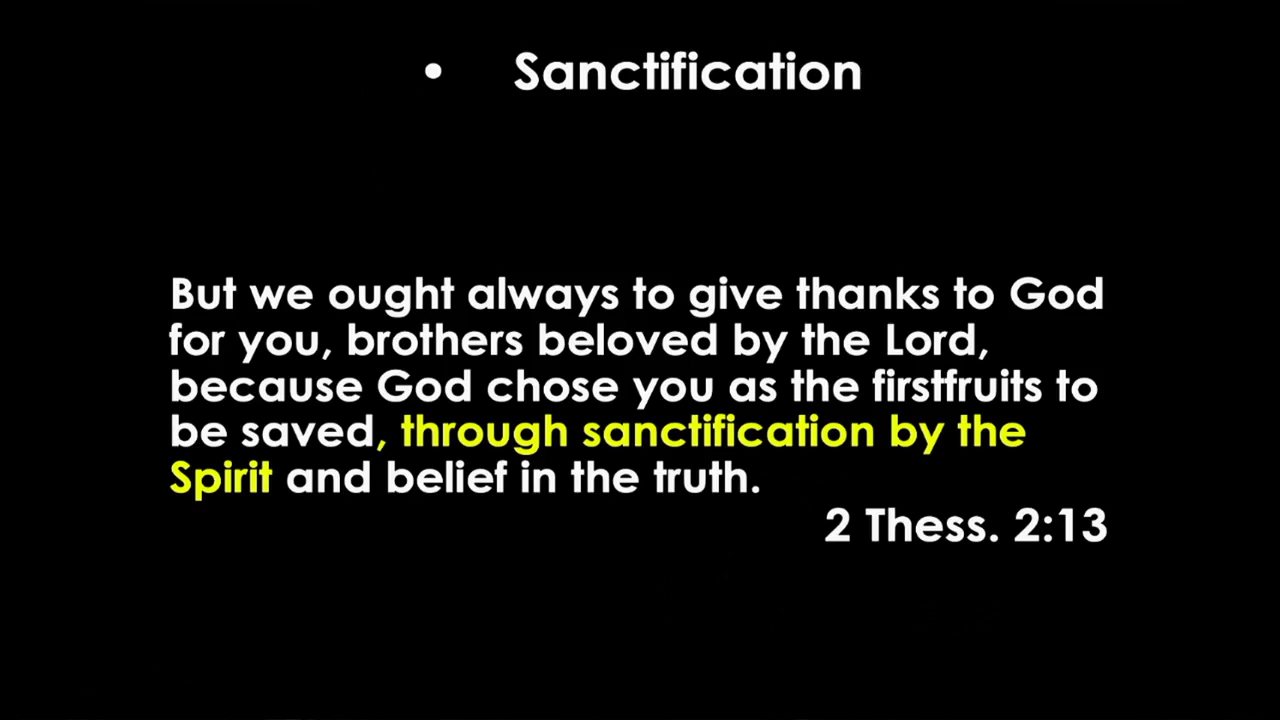 • Sanctification
But we ought always to give thanks to God
for you, brothers beloved by the Lord,
because God chose you as the firstfruits to
be saved, through sanctification by the
Spirit and belief in the truth.
2 Thess. 2:13